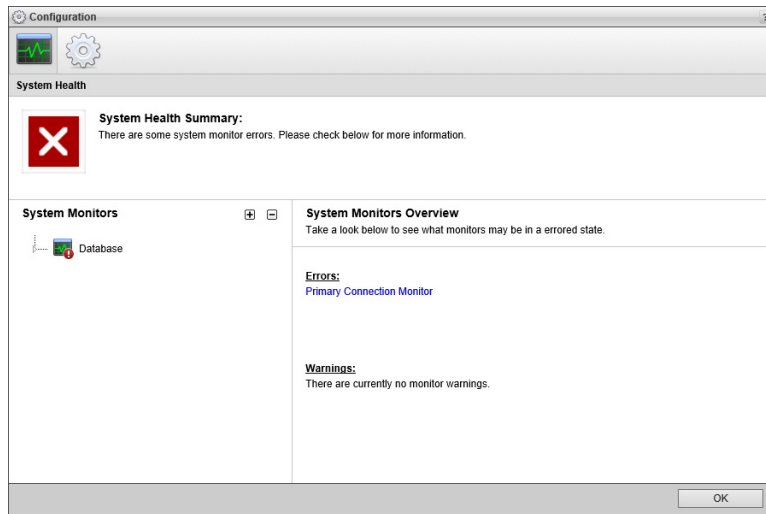 Configuration
System Health
System Health Summary:
There are some system monitor errors. Please check below for more information.
System Monitors
Database
System Monitors Overview
Take a look below to see what monitors may be in a errored state.
Errors:
Primary Connection Monitor
Warnings:
There are currently no monitor warnings.
OK